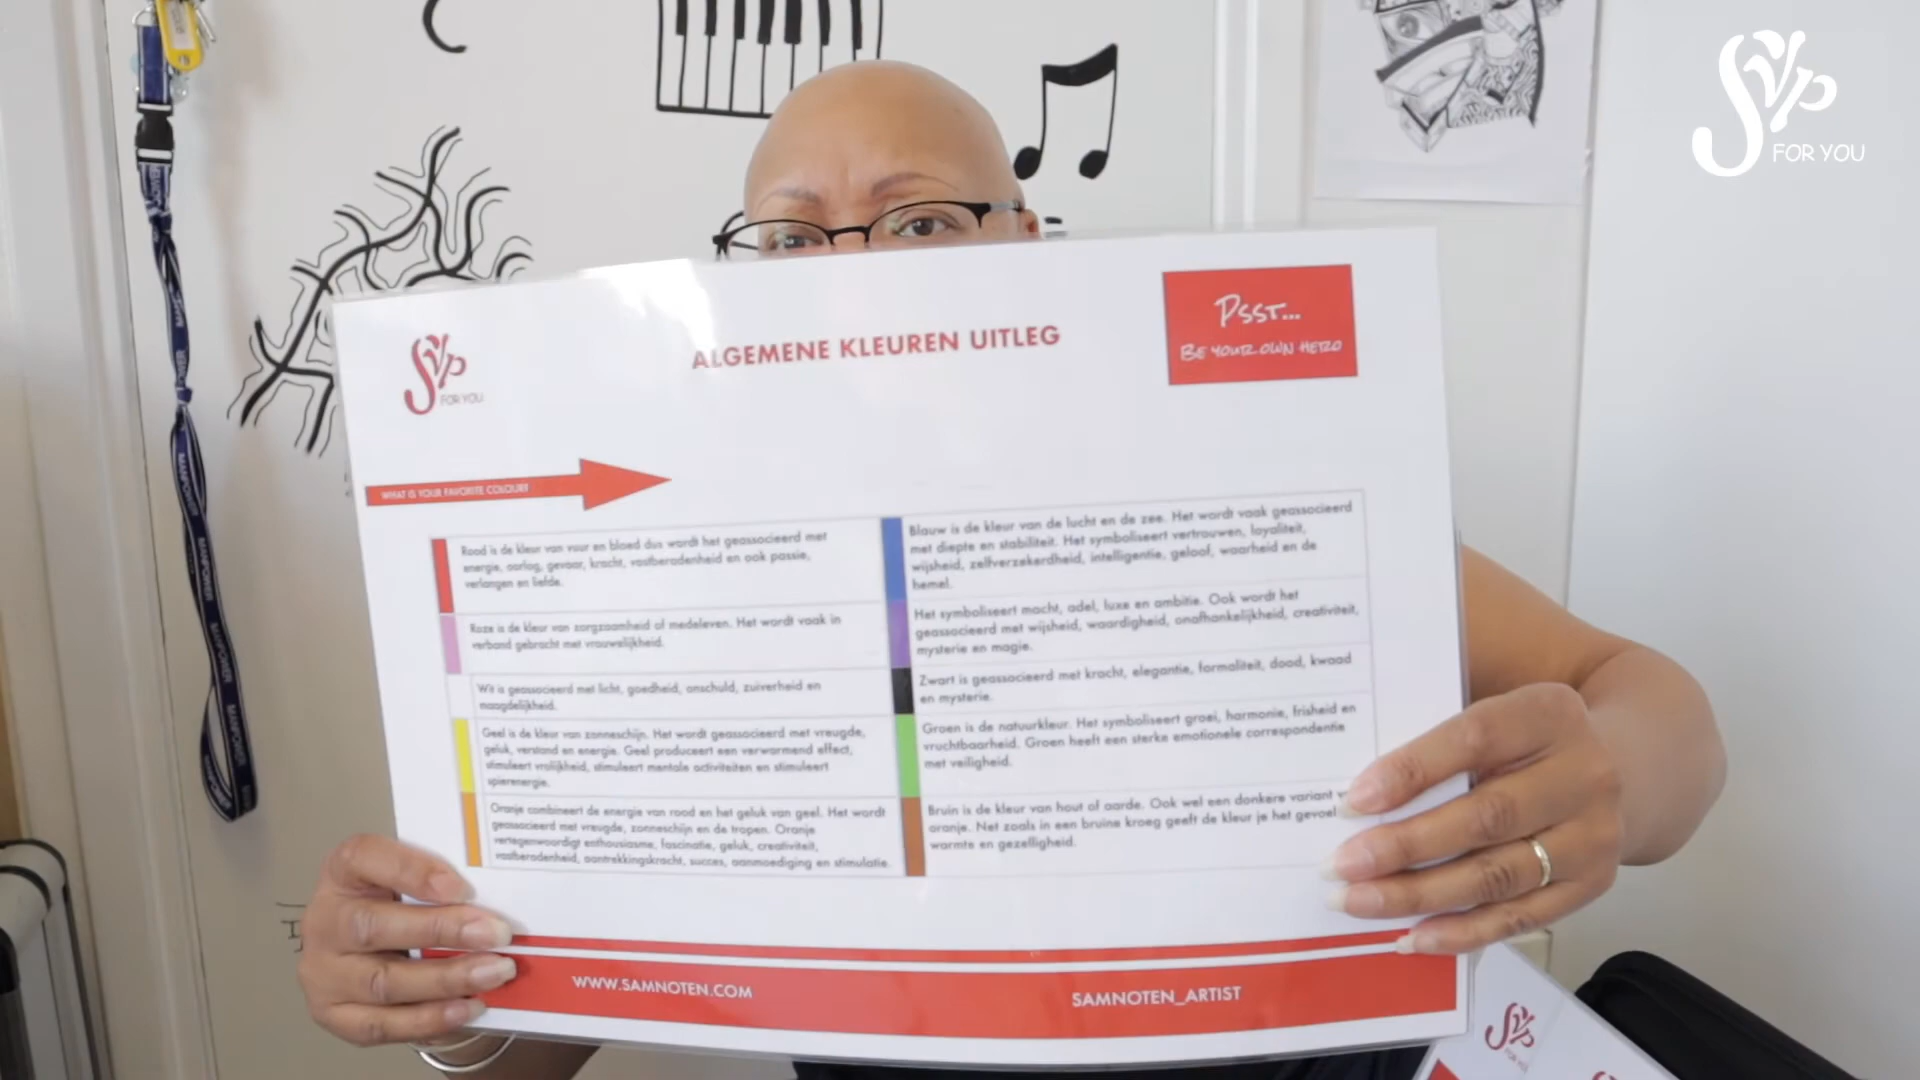 SVP
FOR YOU
SVP
FOR YOU
ALGEMENE KLEUREN UITLEG
PSST...
BE YOUR OWN HERO
WHAT IS YOUR FAVORITE COLOUR?
Rood is de kleur van vuur en bloed dus wordt het geassocieerd met
energie, oorlog, gevaar, kracht, vastberadenheid en ook passie,
verlangen en liefde.
Roze is de kleur van zorgzaamheid of medeleven. Het wordt vaak in
verband gebracht met vrouwelijkheid.
Wit is geassocieerd met licht, goedheid, onschuld, zuiverheid en
maagdelijkheid.
Geel is de kleur van zonneschijn. Het wordt geassocieerd met vreugde,
geluk, verstand en energie. Geel produceert een verwarmend effect,
stimuleert vrolijkheid, stimuleert mentale activiteiten en stimuleert
spierenergie.
Oranje combineert de energie van rood en het geluk van geel. Het wordt
geassocieerd met vreugde, zonneschijn en de tropen. Oranje
vertegenwoordigt enthousiasme, fascinatie, geluk, creativiteit,
vastberadenheid, aantrekkingskracht, succes, aanmoediging en stimulatie.
Blauw is de kleur van de lucht en de zee. Het wordt vaak geassocieerd
met diepte en stabiliteit. Het symboliseert vertrouwen, loyaliteit,
wijsheid, zelfverzekerdheid, intelligentie, geloof, waarheid en de
hemel.
Het symboliseert macht, adel, luxe en ambitie. Ook wordt het
geassocieerd met wijsheid, waardigheid, onafhankelijkheid, creativiteit,
mysterie en magie.
Zwart is geassocieerd met kracht, elegantie, formaliteit, dood, kwaad
en mysterie.
Groen is de natuurkleur. Het symboliseert groei, harmonie, frisheid en
vruchtbaarheid. Groen heeft een sterke emotionele correspondentie
met veiligheid.
Bruin is de kleur van hout of aarde. Ook wel een donkere variant
oranje. Net zoals in een bruine kroeg geeft de kleur je het gevoel
warmte en gezelligheid.
WWW.SAMNOTEN.COM
SAMNOTEN_ARTIST
MANPOWER
MANPOWER
MANPOWER
MANPOWER
SVP
FOR YOU